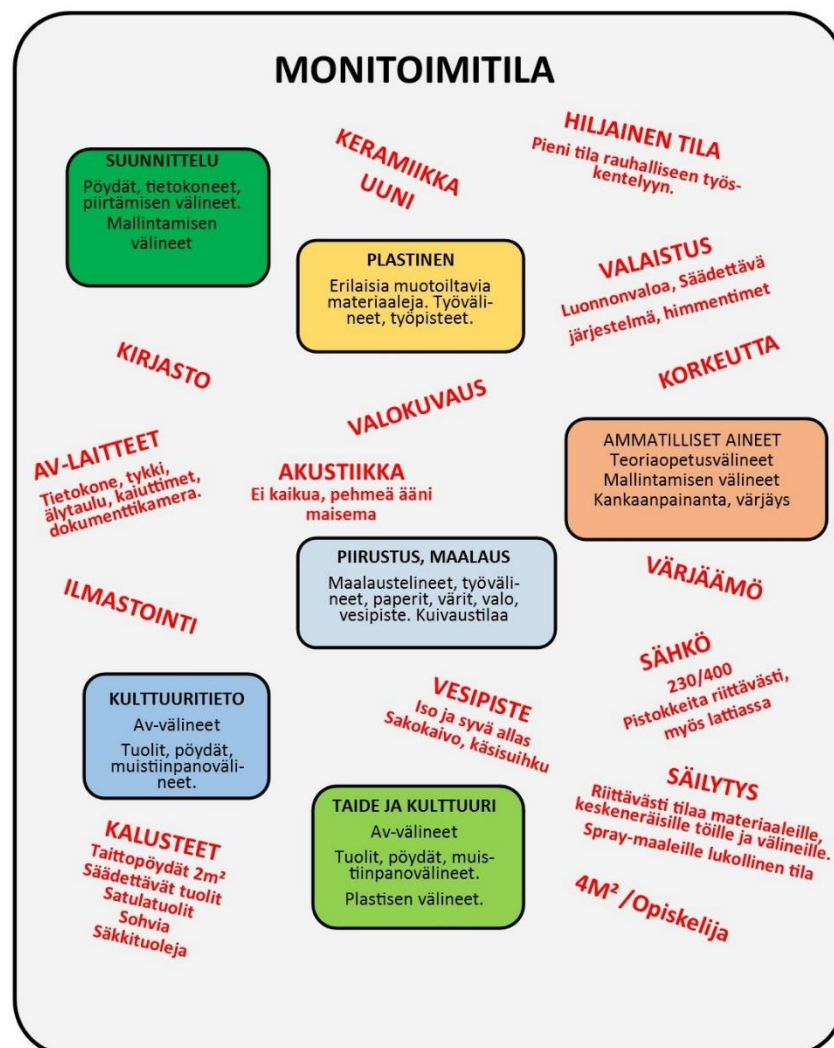 MONITOIMITILA
SUUNNITTELU
Pöydät, tietokoneet,
piirtämisen välineet.
Mallintamisen
välineet
KERAMIIKKA
UUNI
HILJAINEN TILA
Pieni tila rauhalliseen työs-
kentelyyn.
PLASTINEN
Erilaisia muotoiltavia
materiaaleja. Työväli-
neet, työpisteet.
VALAISTUS
Luonnonvaloa, Säädettävä
järjestelmä, himmentimet
KIRJASTO
VALOKUVAUS
KORKEUTTA
AV-LAITTEET
Tietokone, tykki,
älytaulu, kaiuttimet,
dokumenttikamera.
AKUSTIIKKA
Ei kaikua, pehmeä ääni
maisema
AMMATILLISET AINEET
Teoriaopetusvälineet
Mallintamisen välineet
Kankaanpainanta, värjäys
PIIRUSTUS, MAALAUS
Maalaustelineet, työväli-
neet, paperit, värit, valo,
vesipiste. Kuivaustilaa
ILMASTOINTI
VÄRJÄÄMÖ
SÄHKÖ
230/400
Pistokkeita riittävästi,
myös lattiassa
KULTTUURITIETO
Av-välineet
Tuolit, pöydät,
muistiinpanoväli-
neet.
VESIPISTE
Iso ja syvä allas
Sakokaivo, käsisuihku
SÄILYTYS
Riittävästi tilaa materiaaleille,
keskeneräisille töille ja välineille.
Spray-maaleille lukollinen tila
TAIDE JA KULTTUURI
Av-välineet
Tuolit, pöydät, muis-
tiinpanovälineet.
Plastisen välineet.
KALUSTEET
Taittopöydät 2m²
Säädettävät tuolit
Satulatuolit
Sohvia
Säkkituoleja
4M² /Opiskelija